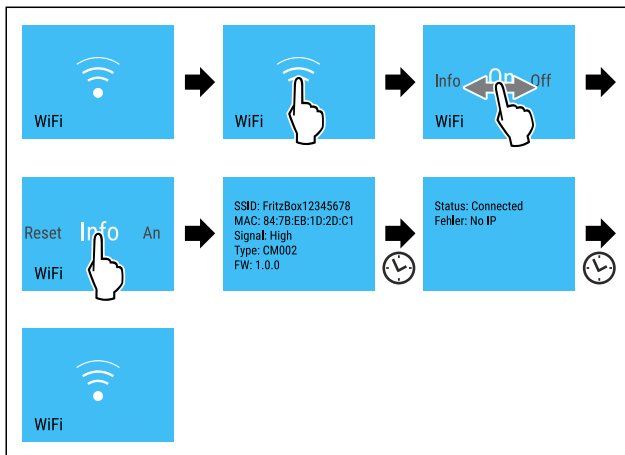 WiFi
WiFi
Info On Off
WiFi
Reset Info An
WiFi
SSID: FritzBox12345678
MAC: 84:7B:EB:1D:2D:C1
Signal: High
Type: CM002
FW: 1.0.0
Status: Connected
Fehler: No IP
WiFi